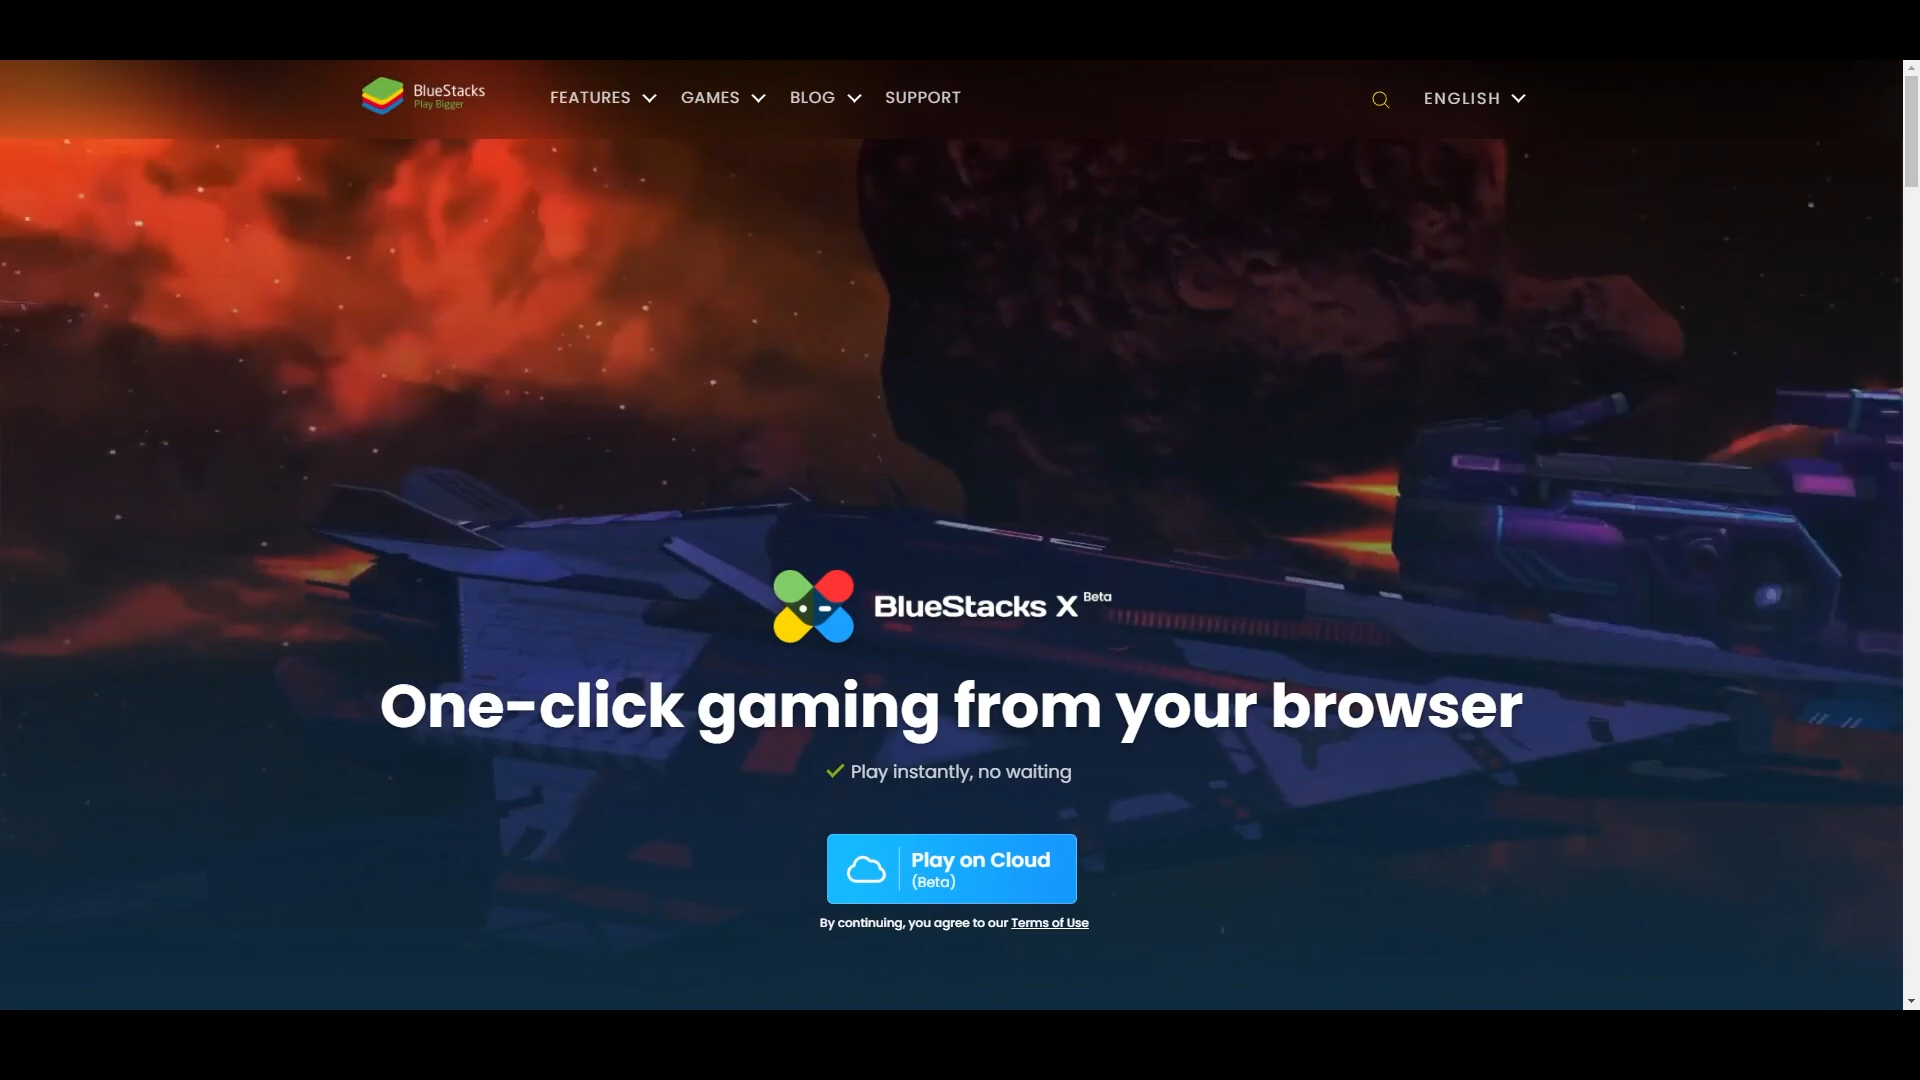 BlueStacks
Play Bigger
FEATURES
GAMES
BLOG
SUPPORT
ENGLISH
BlueStacks X Beta
One-click gaming from your browser
Play instantly, no waiting
Play on Cloud
(Beta)
By continuing, you agree to our Terms of Use